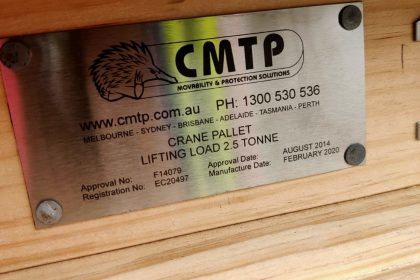 CMTP
MOVABILITY & PROTECTION SOLUTIONS
www.cmtp.com.au PH: 1300 530 536
MELBOURNE - SYDNEY - BRISBANE - ADELAIDE - TASMANIA - PERTH
CRANE PALLET
LIFTING LOAD 2.5 TONNE
Approval No: F14079 Approval Date: AUGUST 2014
Registration No: EC20497 Manufacture Date: FEBRUARY 2020